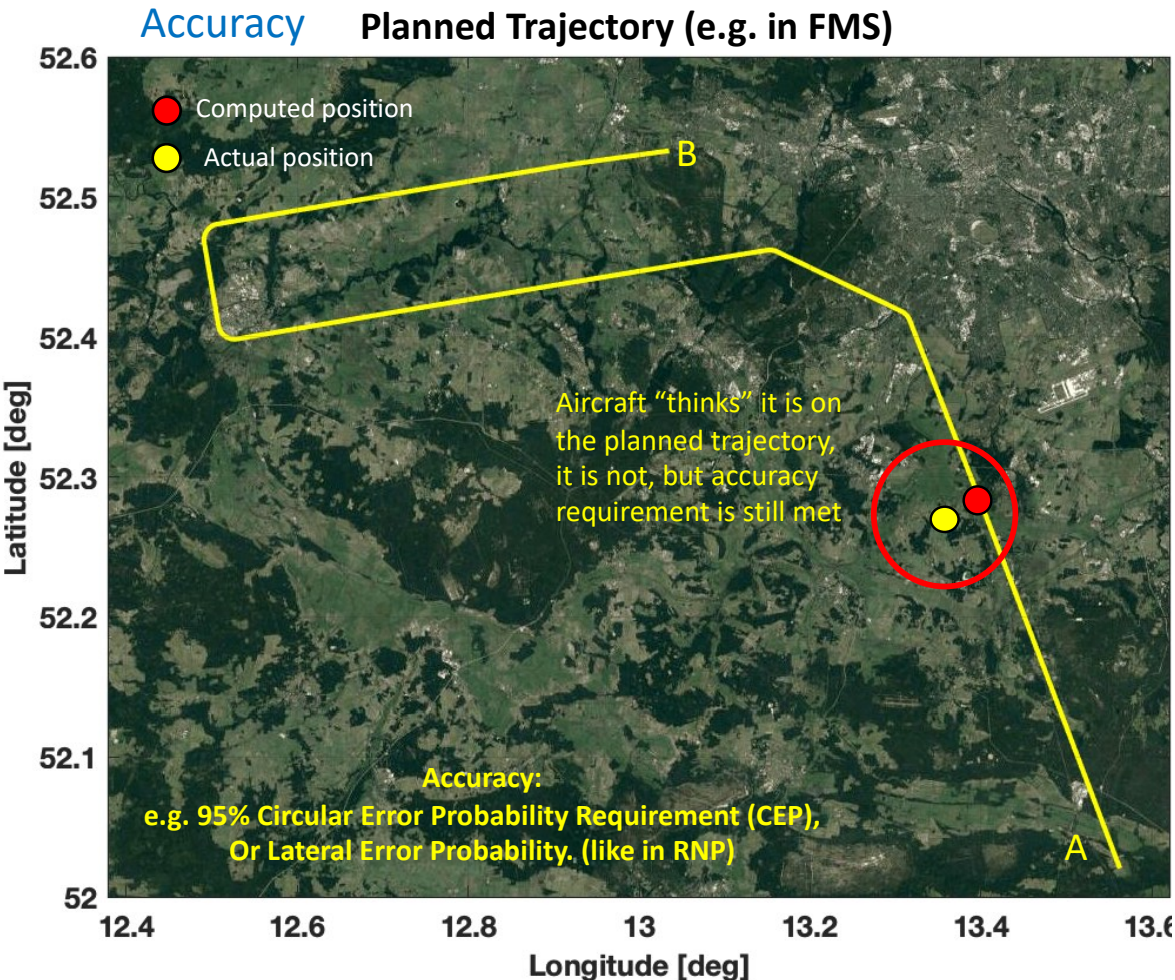 Accuracy
Planned Trajectory (e.g. in FMS)
52.6
52.5
52.4
52.3
52.2
52.1
52
Latitude [deg]
Computed position
Actual position
B
Aircraft “thinks” it is on
the planned trajectory,
it is not, but accuracy
requirement is still met
Accuracy:
e.g. 95% Circular Error Probability Requirement (CEP),
Or Lateral Error Probability. (like in RNP)
A
12.4 12.6 12.8 13 13.2 13.4 13.6
Longitude [deg]